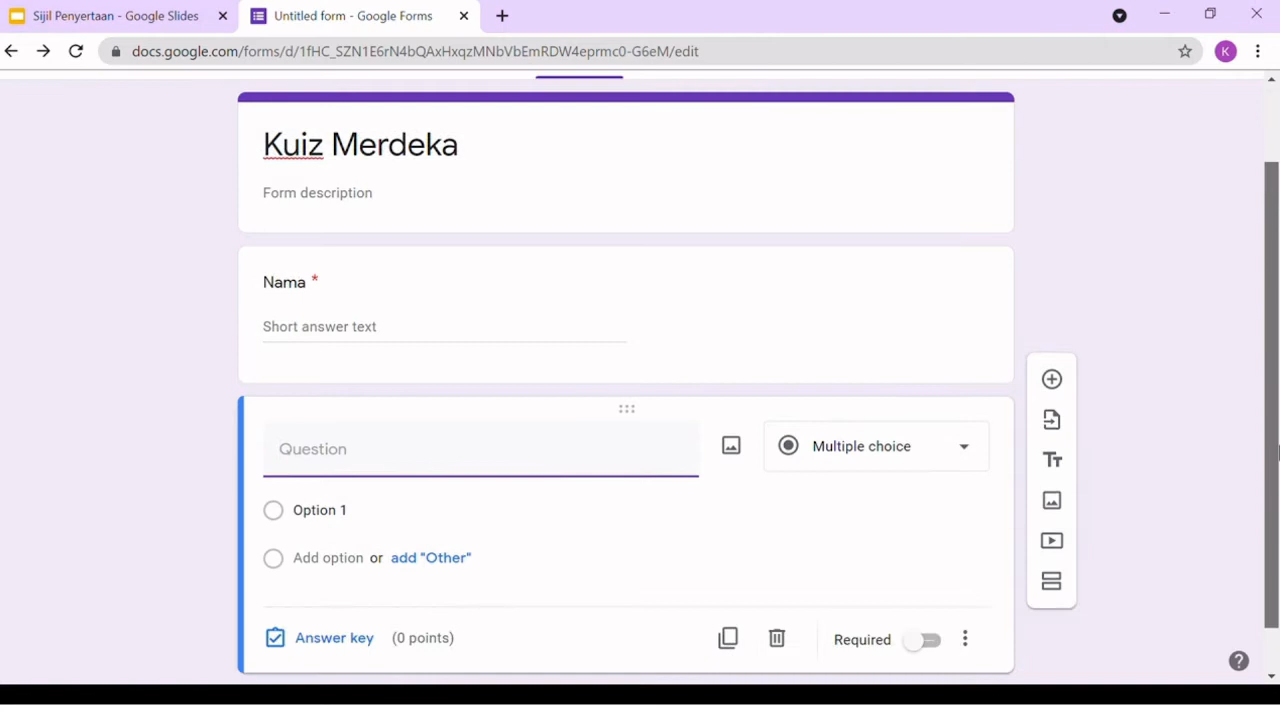 Sijil Penyertaan - Google Slides
Untitled form - Google Forms
docs.google.com/forms/d/1fHC_SZN1E6rN4bQAxHxqzMNbVbEmRDW4eprmc0-G6eM/edit
K
Kuiz Merdeka
Form description
Nama *
Short answer text
Question
Multiple choice
Option 1
Add option or add "Other"
Tт
Answer key (0 points)
Required